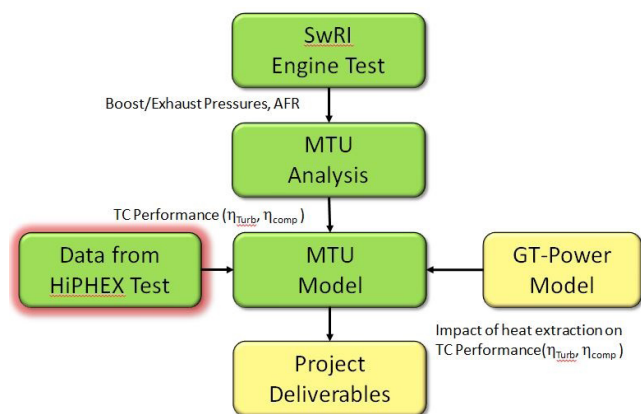 SwRI
Engine Test
Boost/Exhaust Pressures, AFR
MTU
Analysis
TC Performance (ηTurb, ηcomp )
Data from
HiPHEX Test
MTU
Model
GT-Power
Model
Impact of heat extraction on
TC Performance(ηTurb, ηcomp )
Project
Deliverables